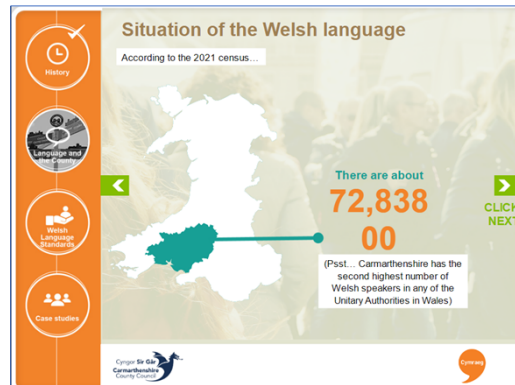 Situation of the Welsh language
According to the 2021 census…
History
Language and
the County
Welsh
Language
Standards
Case studies
There are about
72,838
00
(Psst… Carmarthenshire has the
second highest number of
Welsh speakers in any of the
Unitary Authorities in Wales)
CLICK
NEXT
Cyngor Sir Gâr
Carmarthenshire
County Council
Cymraeg